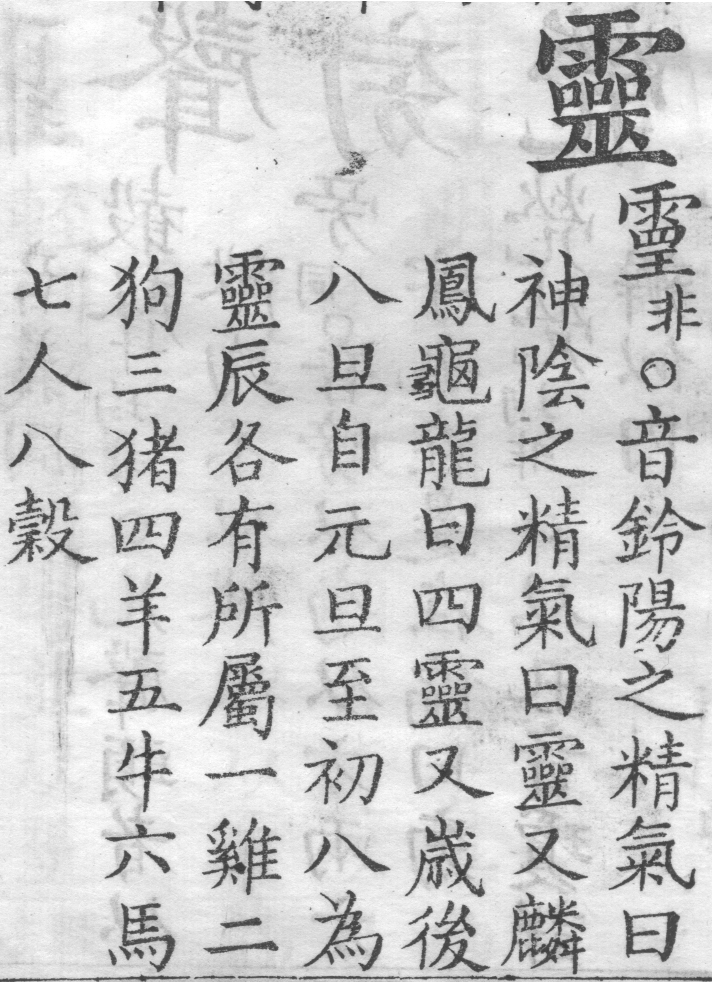 靈
𩃏非○音鈴陽之精氣曰
神陰之精氣曰靈又麟
鳳龜龍曰四靈又歲後
八旦自元旦至初八為
靈辰各有所屬一雞二
狗三猪四羊五牛六馬
七人八穀